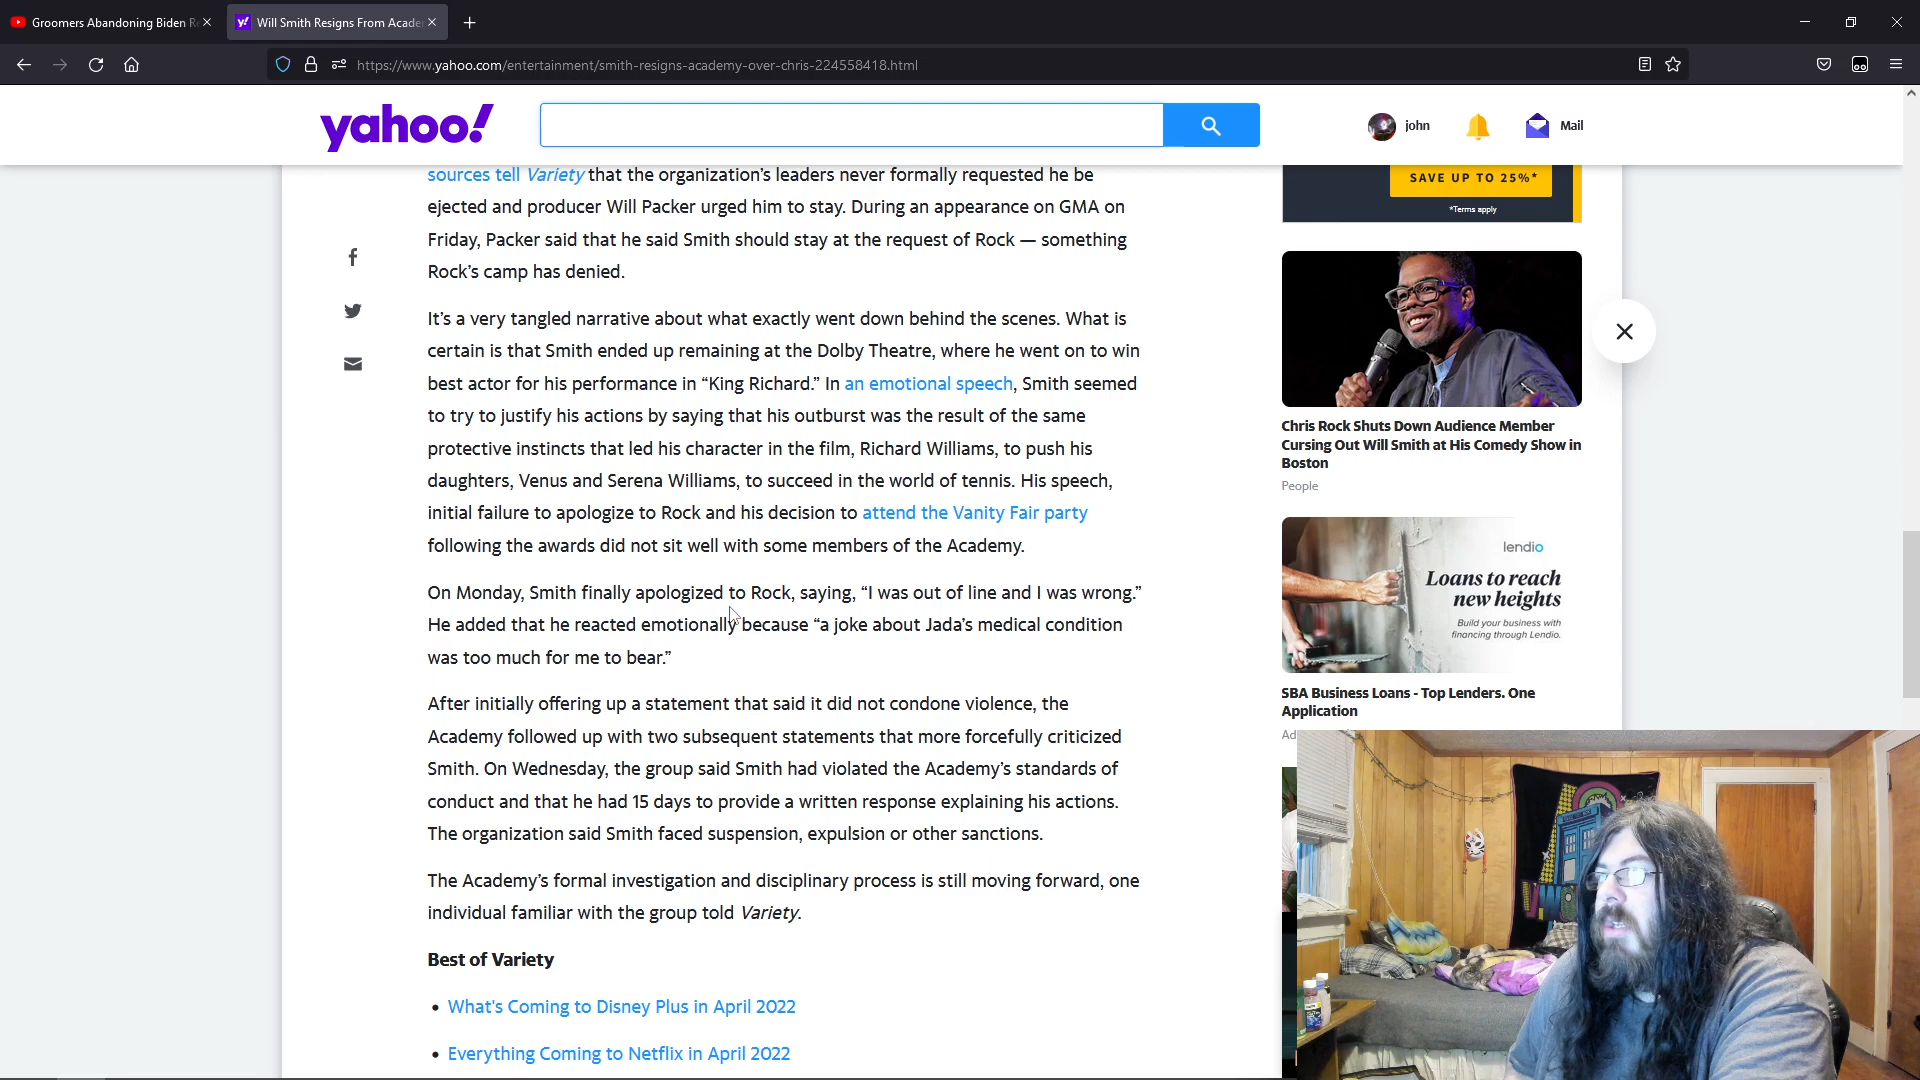 Groomers Abandoning Biden R
Will Smith Resigns From Acade
https://www.yahoo.com/entertainment/smith-resigns-academy-over-chris-224558418.html
yahoo!
john
Mail
sources tell Variety that the organization’s leaders never formally requested he be
ejected and producer Will Packer urged him to stay. During an appearance on GMA on
Friday, Packer said that he said Smith should stay at the request of Rock — something
Rock’s camp has denied.
It’s a very tangled narrative about what exactly went down behind the scenes. What is
certain is that Smith ended up remaining at the Dolby Theatre, where he went on to win
best actor for his performance in “King Richard.” In an emotional speech, Smith seemed
to try to justify his actions by saying that his outburst was the result of the same
protective instincts that led his character in the film, Richard Williams, to push his
daughters, Venus and Serena Williams, to succeed in the world of tennis. His speech,
initial failure to apologize to Rock and his decision to attend the Vanity Fair party
following the awards did not sit well with some members of the Academy.
On Monday, Smith finally apologized to Rock, saying, “I was out of line and I was wrong.”
He added that he reacted emotionally because “a joke about Jada’s medical condition
was too much for me to bear.”
After initially offering up a statement that said it did not condone violence, the
Academy followed up with two subsequent statements that more forcefully criticized
Smith. On Wednesday, the group said Smith had violated the Academy’s standards of
conduct and that he had 15 days to provide a written response explaining his actions.
The organization said Smith faced suspension, expulsion or other sanctions.
The Academy’s formal investigation and disciplinary process is still moving forward, one
individual familiar with the group told Variety.
Best of Variety
• What's Coming to Disney Plus in April 2022
• Everything Coming to Netflix in April 2022
SAVE UP TO 25%*
*Terms apply
Chris Rock Shuts Down Audience Member
Cursing Out Will Smith at His Comedy Show in
Boston
People
lendio
Loans to reach
new heights
Build your business with
financing through Lendio.
SBA Business Loans - Top Lenders. One
Application
Ad